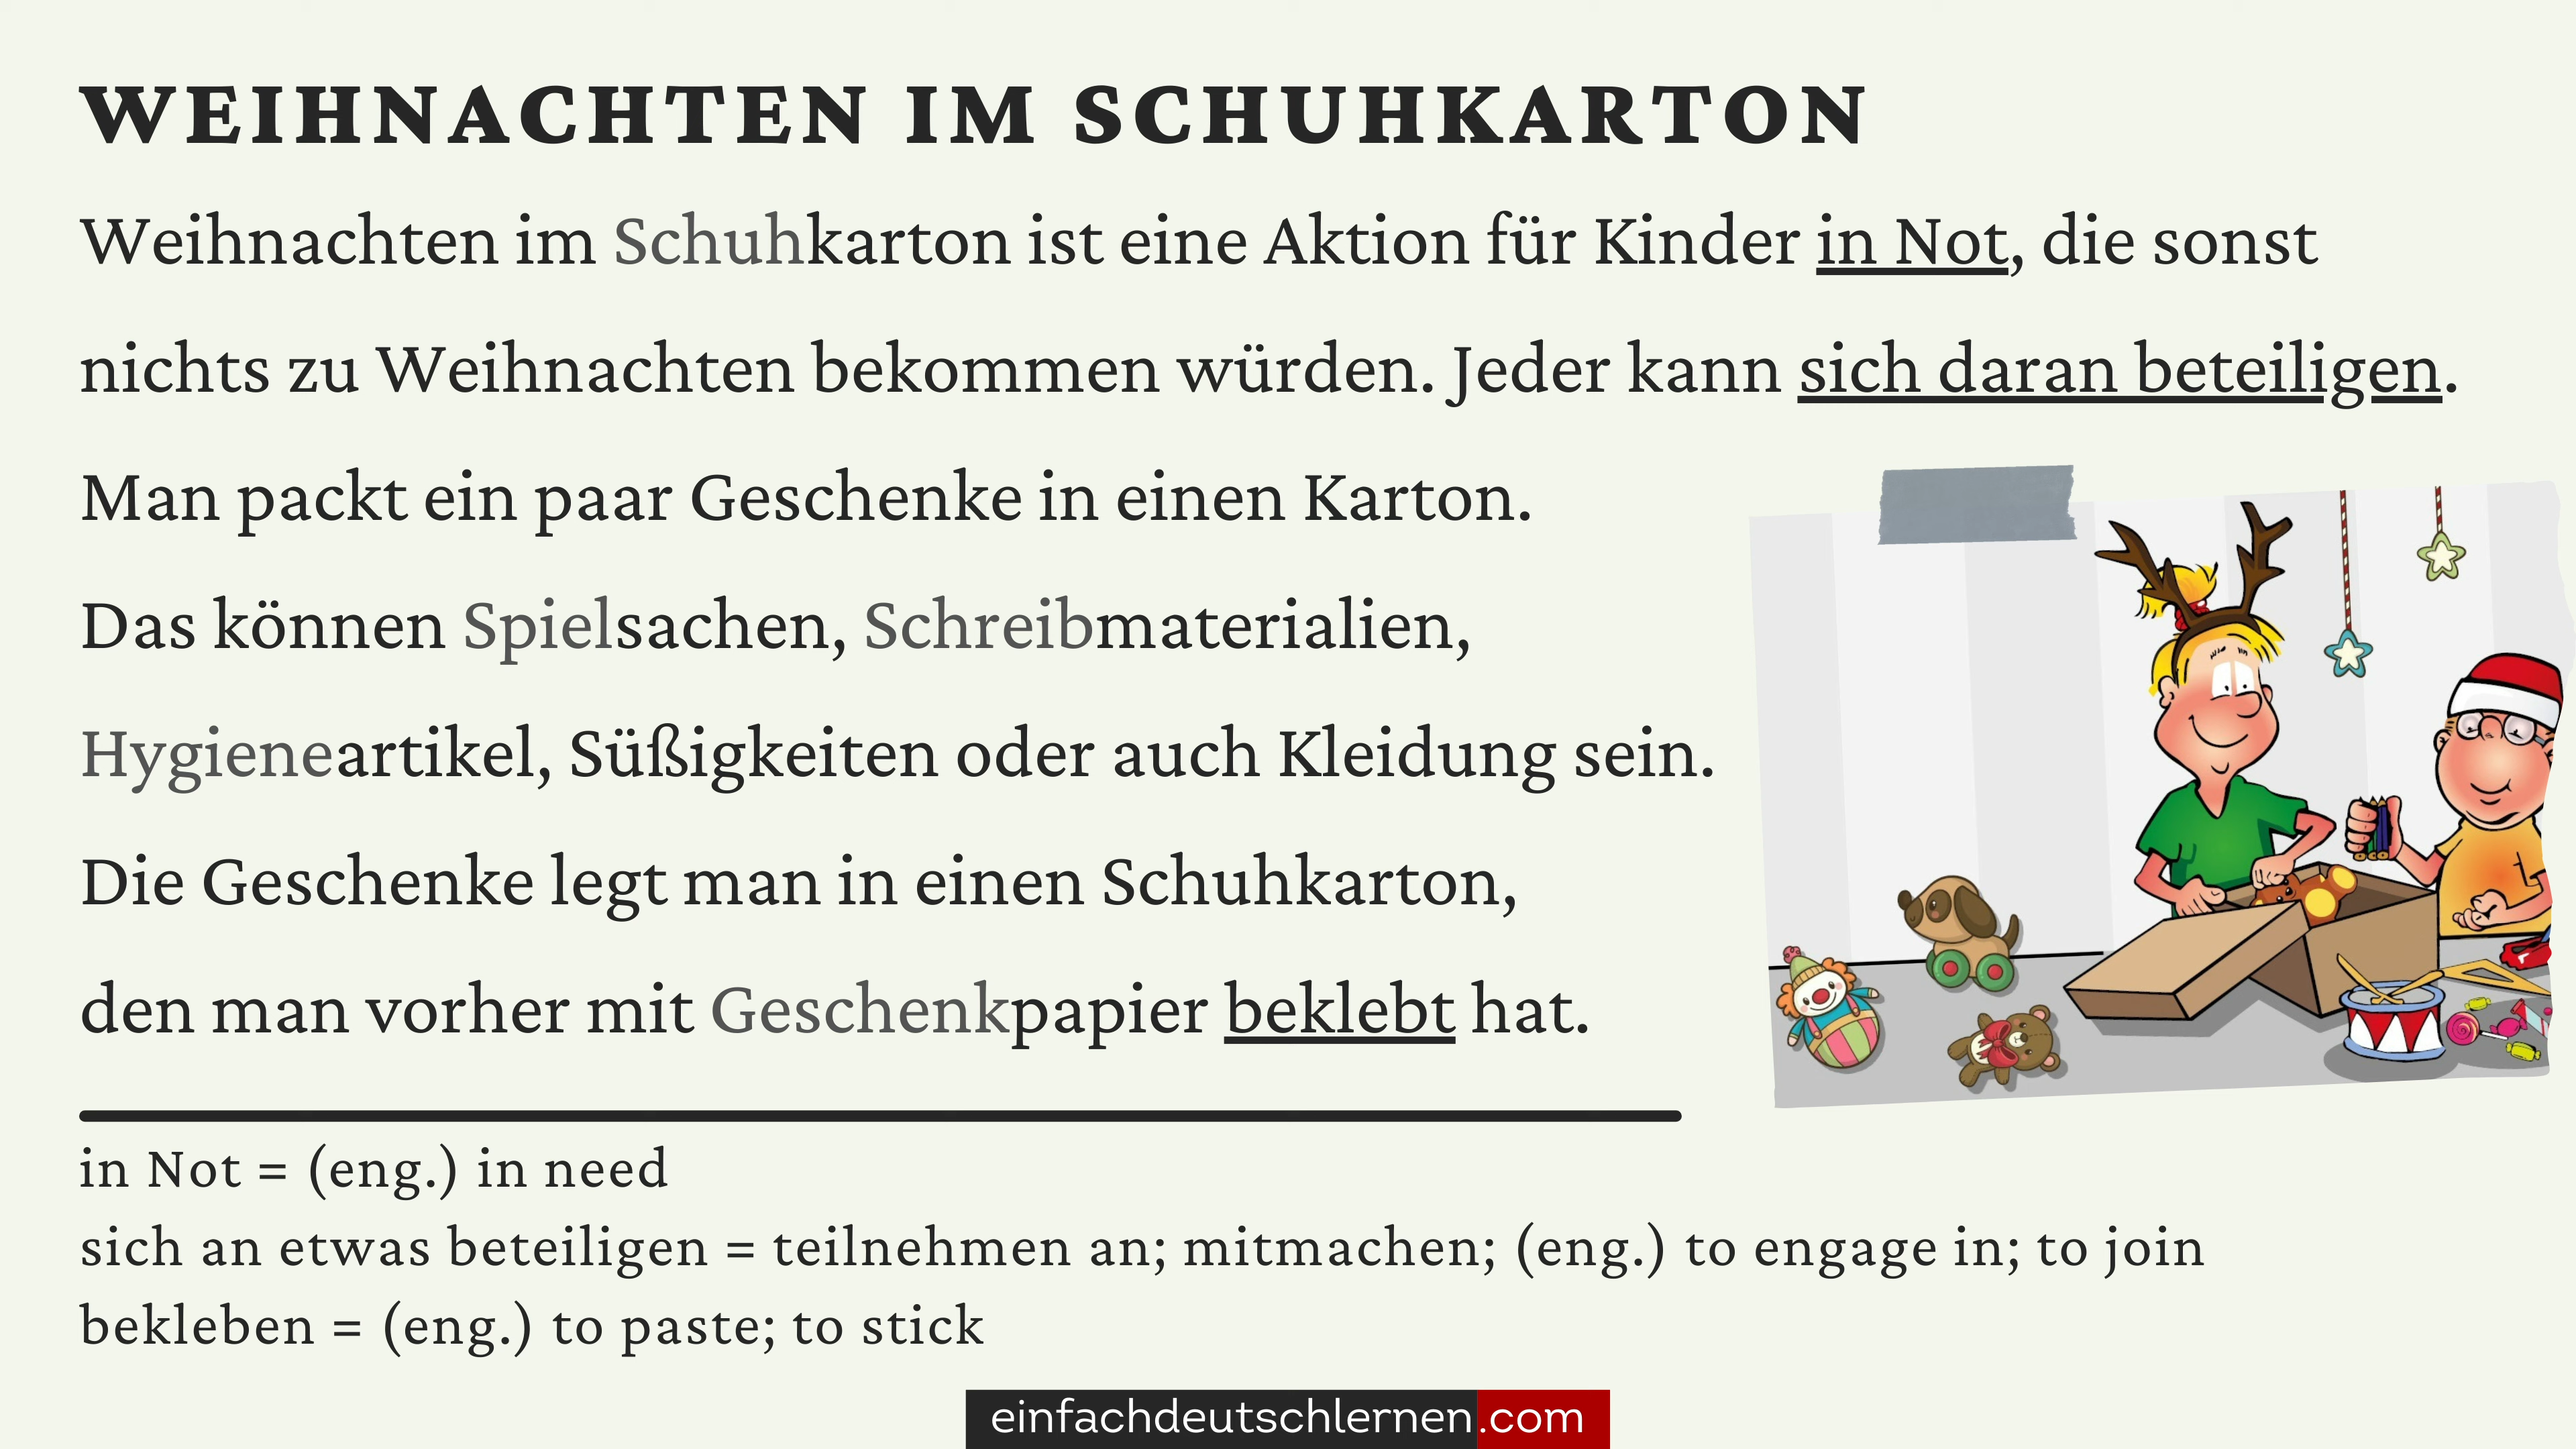 WEIHNACHTEN IM SCHUHKARTON
Weihnachten im Schuhkarton ist eine Aktion für Kinder in Not, die sonst
nichts zu Weihnachten bekommen würden. Jeder kann sich daran beteiligen.
Man packt ein paar Geschenke in einen Karton.
Das können Spielsachen, Schreibmaterialien,
Hygieneartikel, Süßigkeiten oder auch Kleidung sein.
Die Geschenke legt man in einen Schuhkarton,
den man vorher mit Geschenkpapier beklebt hat.
in Not = (eng.) in need
sich an etwas beteiligen = teilnehmen an; mitmachen; (eng.) to engage in; to join
bekleben = (eng.) to paste; to stick
einfachdeutschlernen.com